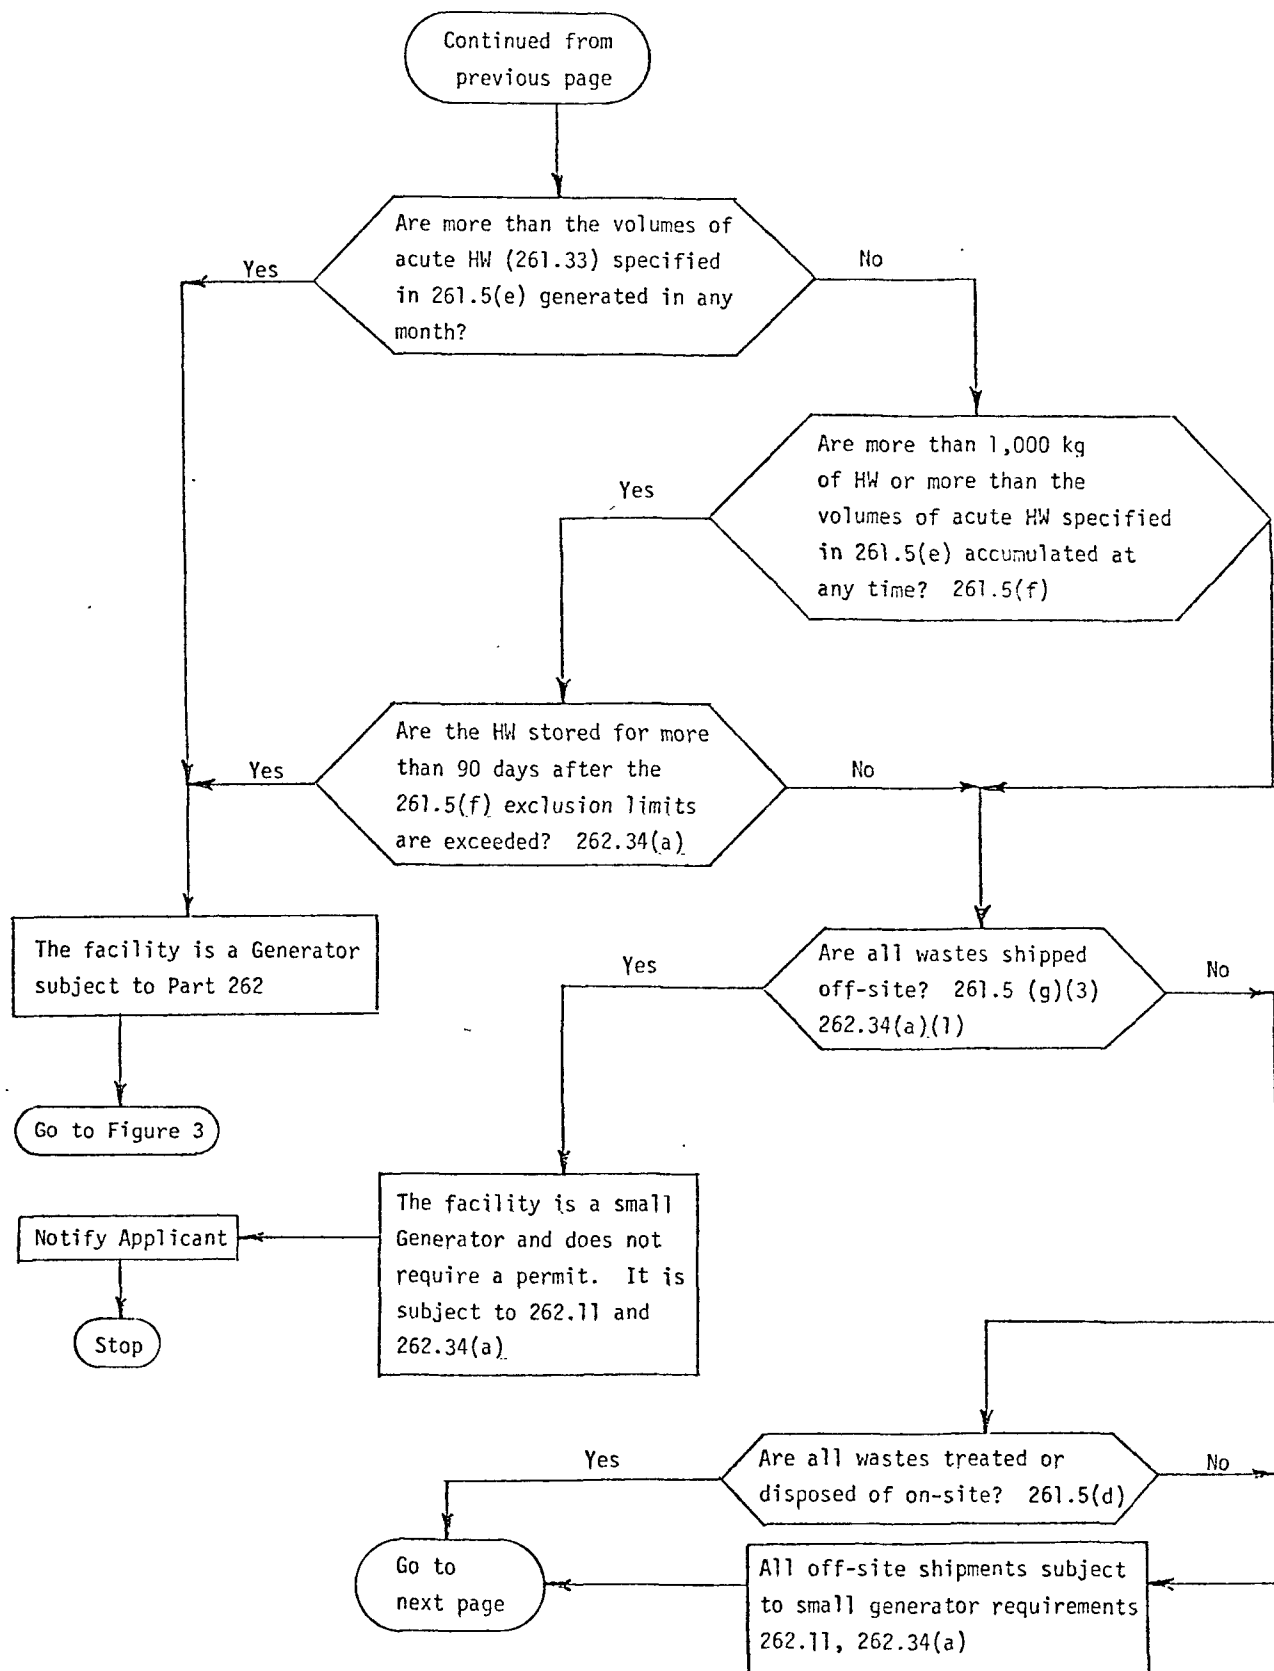 Continued from
previous page
Are more than the volumes of
acute HW (261.33) specified
in 261.5(e) generated in any
month?
Yes
No
Are more than 1,000 kg
of HW or more than the
volumes of acute HW specified
in 261.5(e) accumulated at
any time? 261.5(f)
Yes
Are the HW stored for more
than 90 days after the
261.5(f) exclusion limits
are exceeded? 262.34(a)
Yes
No
The facility is a Generator
subject to Part 262
Are all wastes shipped
off-site? 261.5 (g)(3)
262.34(a)(1)
Yes
No
Go to Figure 3
The facility is a small
Generator and does not
require a permit. It is
subject to 262.11 and
262.34(a)
Notify Applicant
Stop
Are all wastes treated or
disposed of on-site? 261.5(d)
Yes
No
Go to
next page
All off-site shipments subject
to small generator requirements
262.11, 262.34(a)